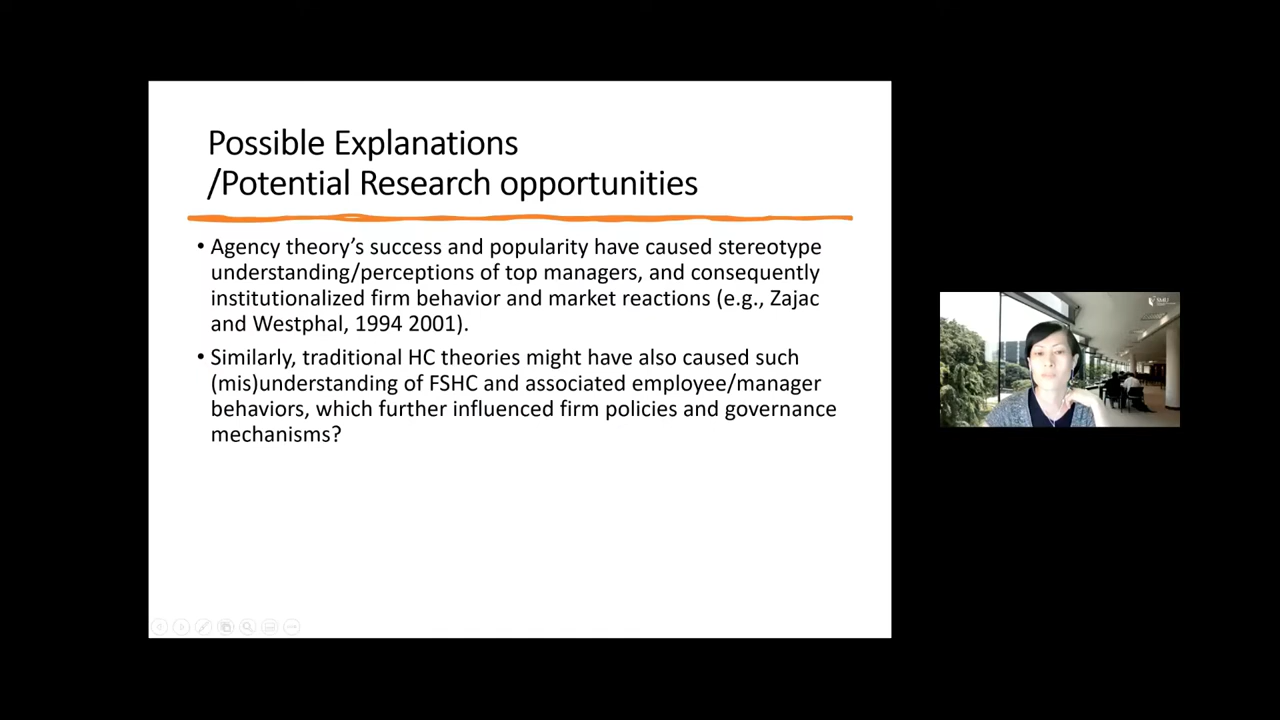 Possible Explanations
/Potential Research opportunities
• Agency theory's success and popularity have caused stereotype
understanding/perceptions of top managers, and consequently
institutionalized firm behavior and market reactions (e.g., Zajac
and Westphal, 1994 2001).
• Similarly, traditional HC theories might have also caused such
(mis)understanding of FSHC and associated employee/manager
behaviors, which further influenced firm policies and governance
mechanisms?
SMU